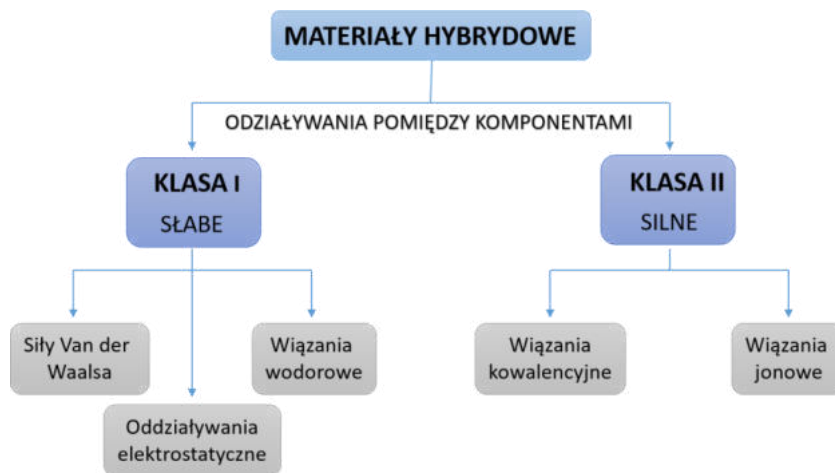 MATERIAŁY HYBRYDOWE
ODZIAŁYWANIA POMIĘDZY KOMPONENTAMI
KLASA I
SŁABE
KLASA II
SILNE
Siły Van der
Waalsa
Wiązania
wodorowe
Wiązania
kowalencyjne
Wiązania
jonowe
Oddziaływania
elektrostatyczne